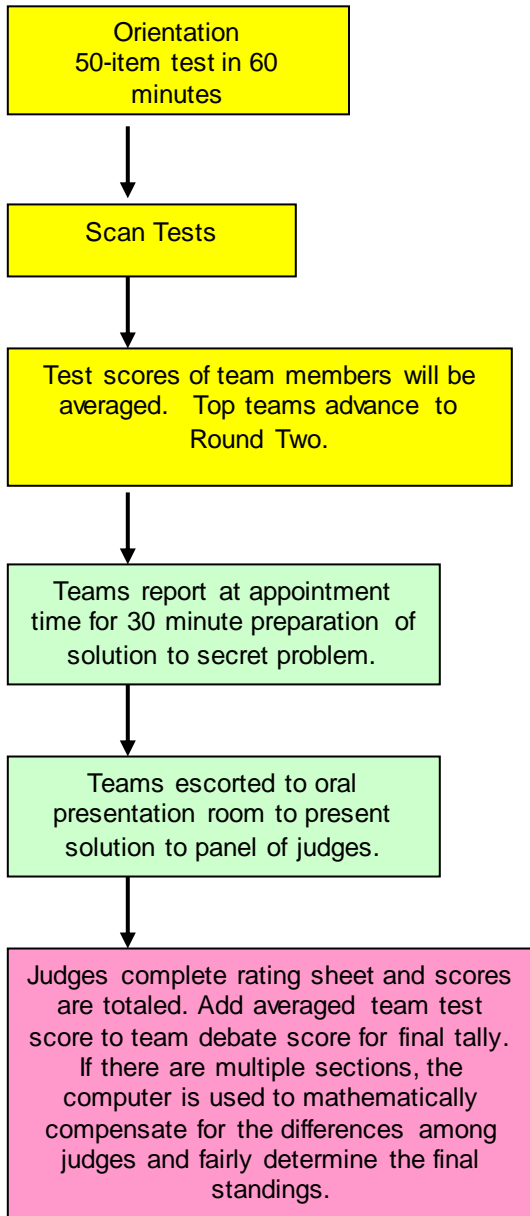 Orientation
50-item test in 60
minutes
Scan Tests
Test scores of team members will be
averaged. Top teams advance to
Round Two.
Teams report at appointment
time for 30 minute preparation of
solution to secret problem.
Teams escorted to oral
presentation room to present
solution to panel of judges.
Judges complete rating sheet and scores
are totaled. Add averaged team test
score to team debate score for final tally.
If there are multiple sections, the
computer is used to mathematically
compensate for the differences among
judges and fairly determine the final
standings.